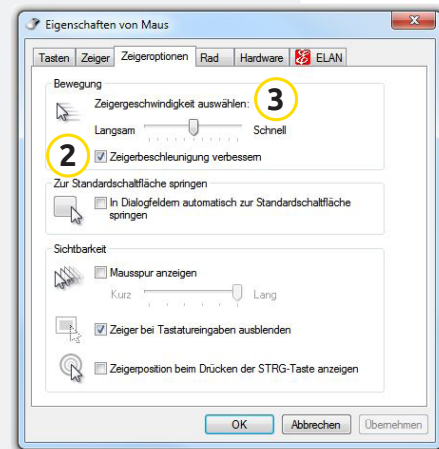 Eigenschaften von Maus
Tasten Zeiger Zeigeroptionen Rad Hardware ELAN
Bewegung
Zeigergeschwindigkeit auswählen: 3
Langsam Schnell
2 Zeigerbeschleunigung verbessern
Zur Standardschaltfläche springen
In Dialogfeldern automatisch zur Standardschaltfläche
springen
Sichtbarkeit
Mausspur anzeigen
Kurz Lang
Zeiger bei Tastatureingaben ausblenden
Zeigerposition beim Drücken der STRG-Taste anzeigen
OK Abbrechen Übernehmen